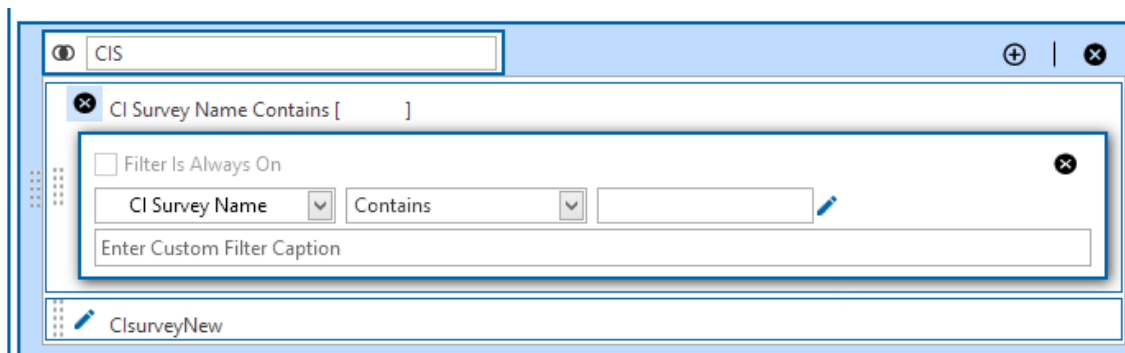 CIS
CI Survey Name Contains [ ]
Filter Is Always On
CI Survey Name Contains
Enter Custom Filter Caption
CIsurveyNew